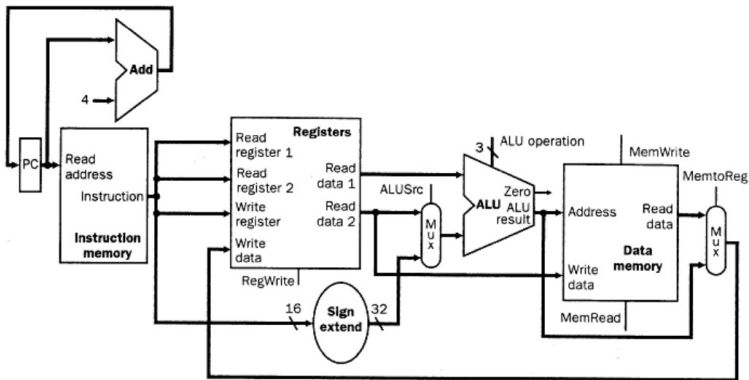 Add
4
PC
Read
address
Instruction
Instruction
memory
Registers
Read
register 1
Read
register 2
Write
register
Write
data
Read
data 1
Read
data 2
RegWrite
16
Sign
extend
32
ALUSrc
Mux
3
ALU operation
Zero
ALU
ALU
result
MemWrite
Address
Read
data
Data
memory
Write
data
MemRead
MemtoReg
Mux